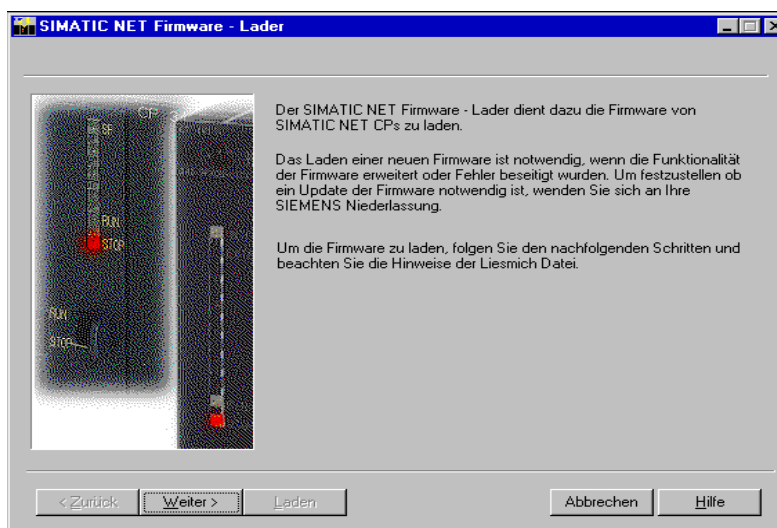 SIMATIC NET Firmware - Lader
CP
SF
RUN
STOP
RUN
STOP
Der SIMATIC NET Firmware - Lader dient dazu die Firmware von
SIMATIC NET CPs zu laden.
Das Laden einer neuen Firmware ist notwendig, wenn die Funktionalität
der Firmware erweitert oder Fehler beseitigt wurden. Um festzustellen ob
ein Update der Firmware notwendig ist, wenden Sie sich an Ihre
SIEMENS Niederlassung.
Um die Firmware zu laden, folgen Sie den nachfolgenden Schritten und
beachten Sie die Hinweise der Liesmich Datei.
< Zurück
Weiter >
Laden
Abbrechen
Hilfe